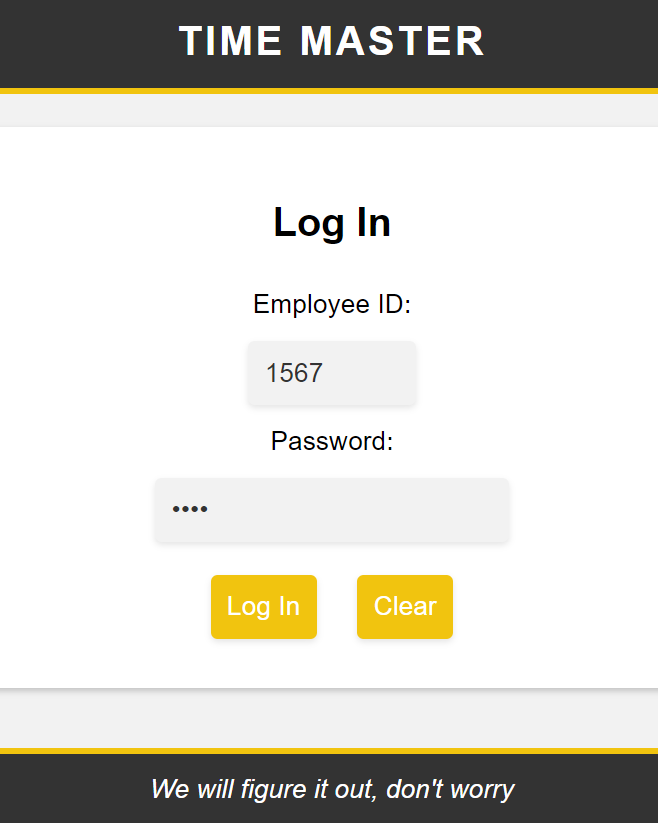 TIME MASTER
Log In
Employee ID:
1567
Password:
••••
Log In Clear
We will figure it out, don't worry